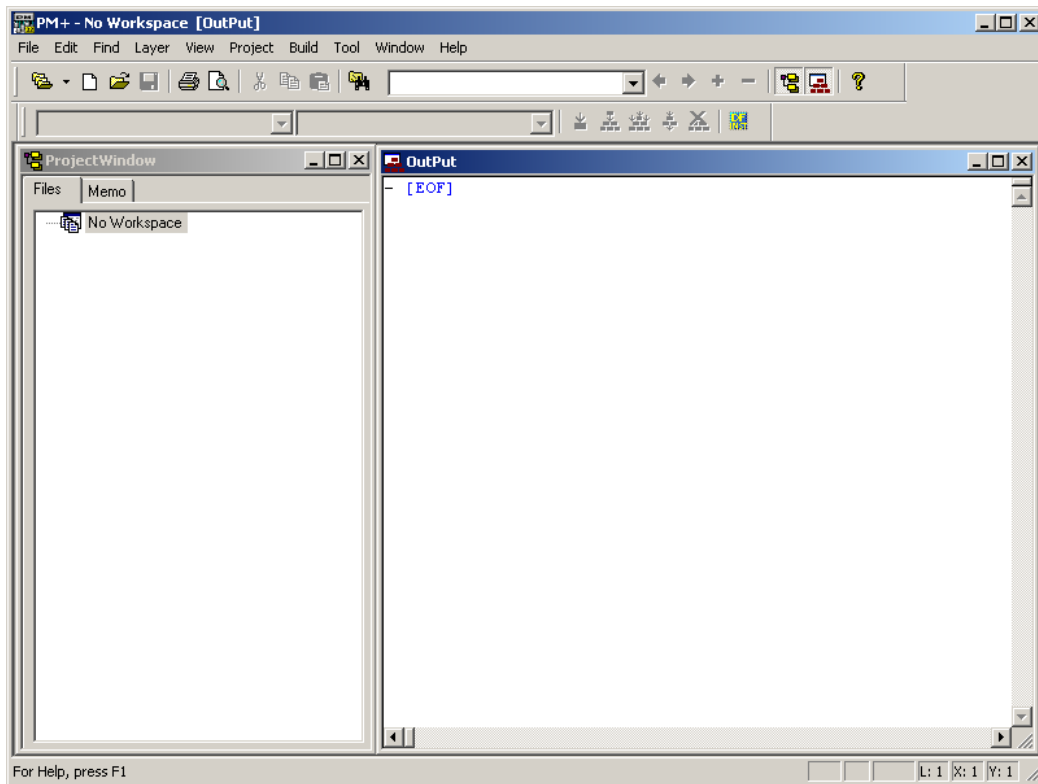 PM+ - No Workspace [OutPut]
File Edit Find Layer View Project Build Tool Window Help
ProjectWindow
Files Memo
No Workspace
OutPut
[EOF]
For Help, press F1
L: 1 X: 1 Y: 1